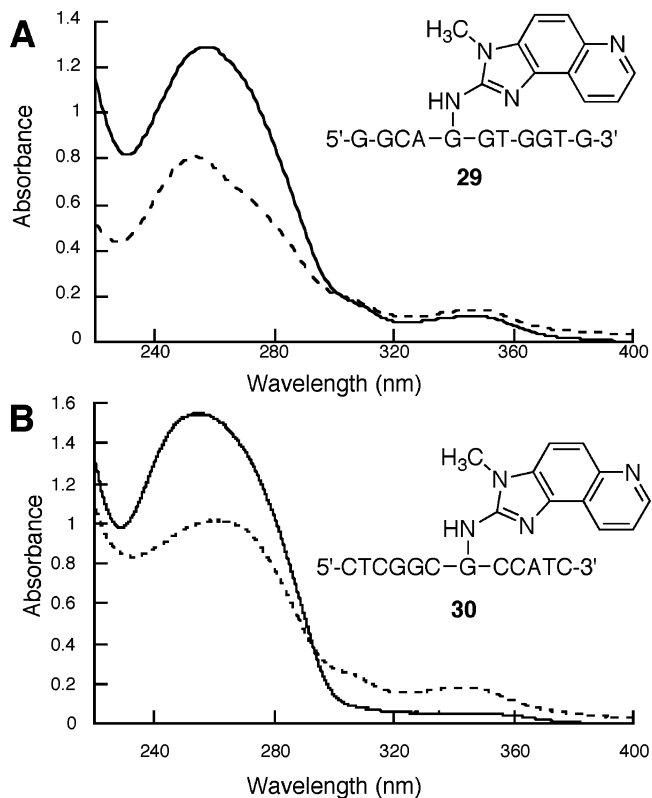 A
1.4
1.2
1
0.8
0.6
0.4
0.2
0
Absorbance
240
280
320
360
400
Wavelength (nm)
H₃C
N
N
N
HN
5'-G-GCA-G-GT-GGT-G-3'
29
B
1.6
1.4
1.2
1
0.8
0.6
0.4
0.2
0
Absorbance
240
280
320
360
400
Wavelength (nm)
H₃C
N
N
N
HN
5'-CTCGGC-G-CCATC-3'
30